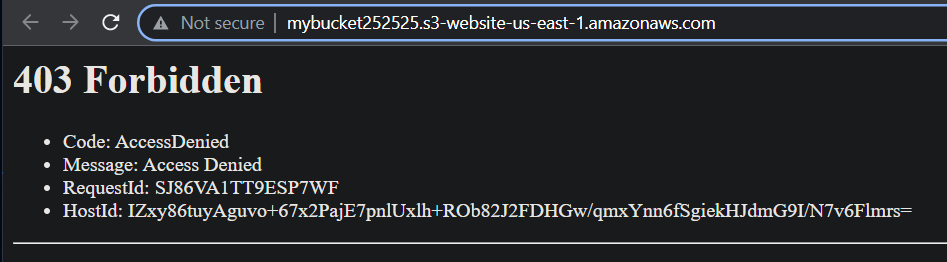 Not secure | mybucket252525.s3-website-us-east-1.amazonaws.com
403 Forbidden
• Code: AccessDenied
• Message: Access Denied
• RequestId: SJ86VA1TT9ESP7WF
• HostId: IZxy86tuyAguvo+67x2PajE7pnlUxlh+ROb82J2FDHGw/qmxYnn6fSgiekHJdmG9I/N7v6Flmrs=